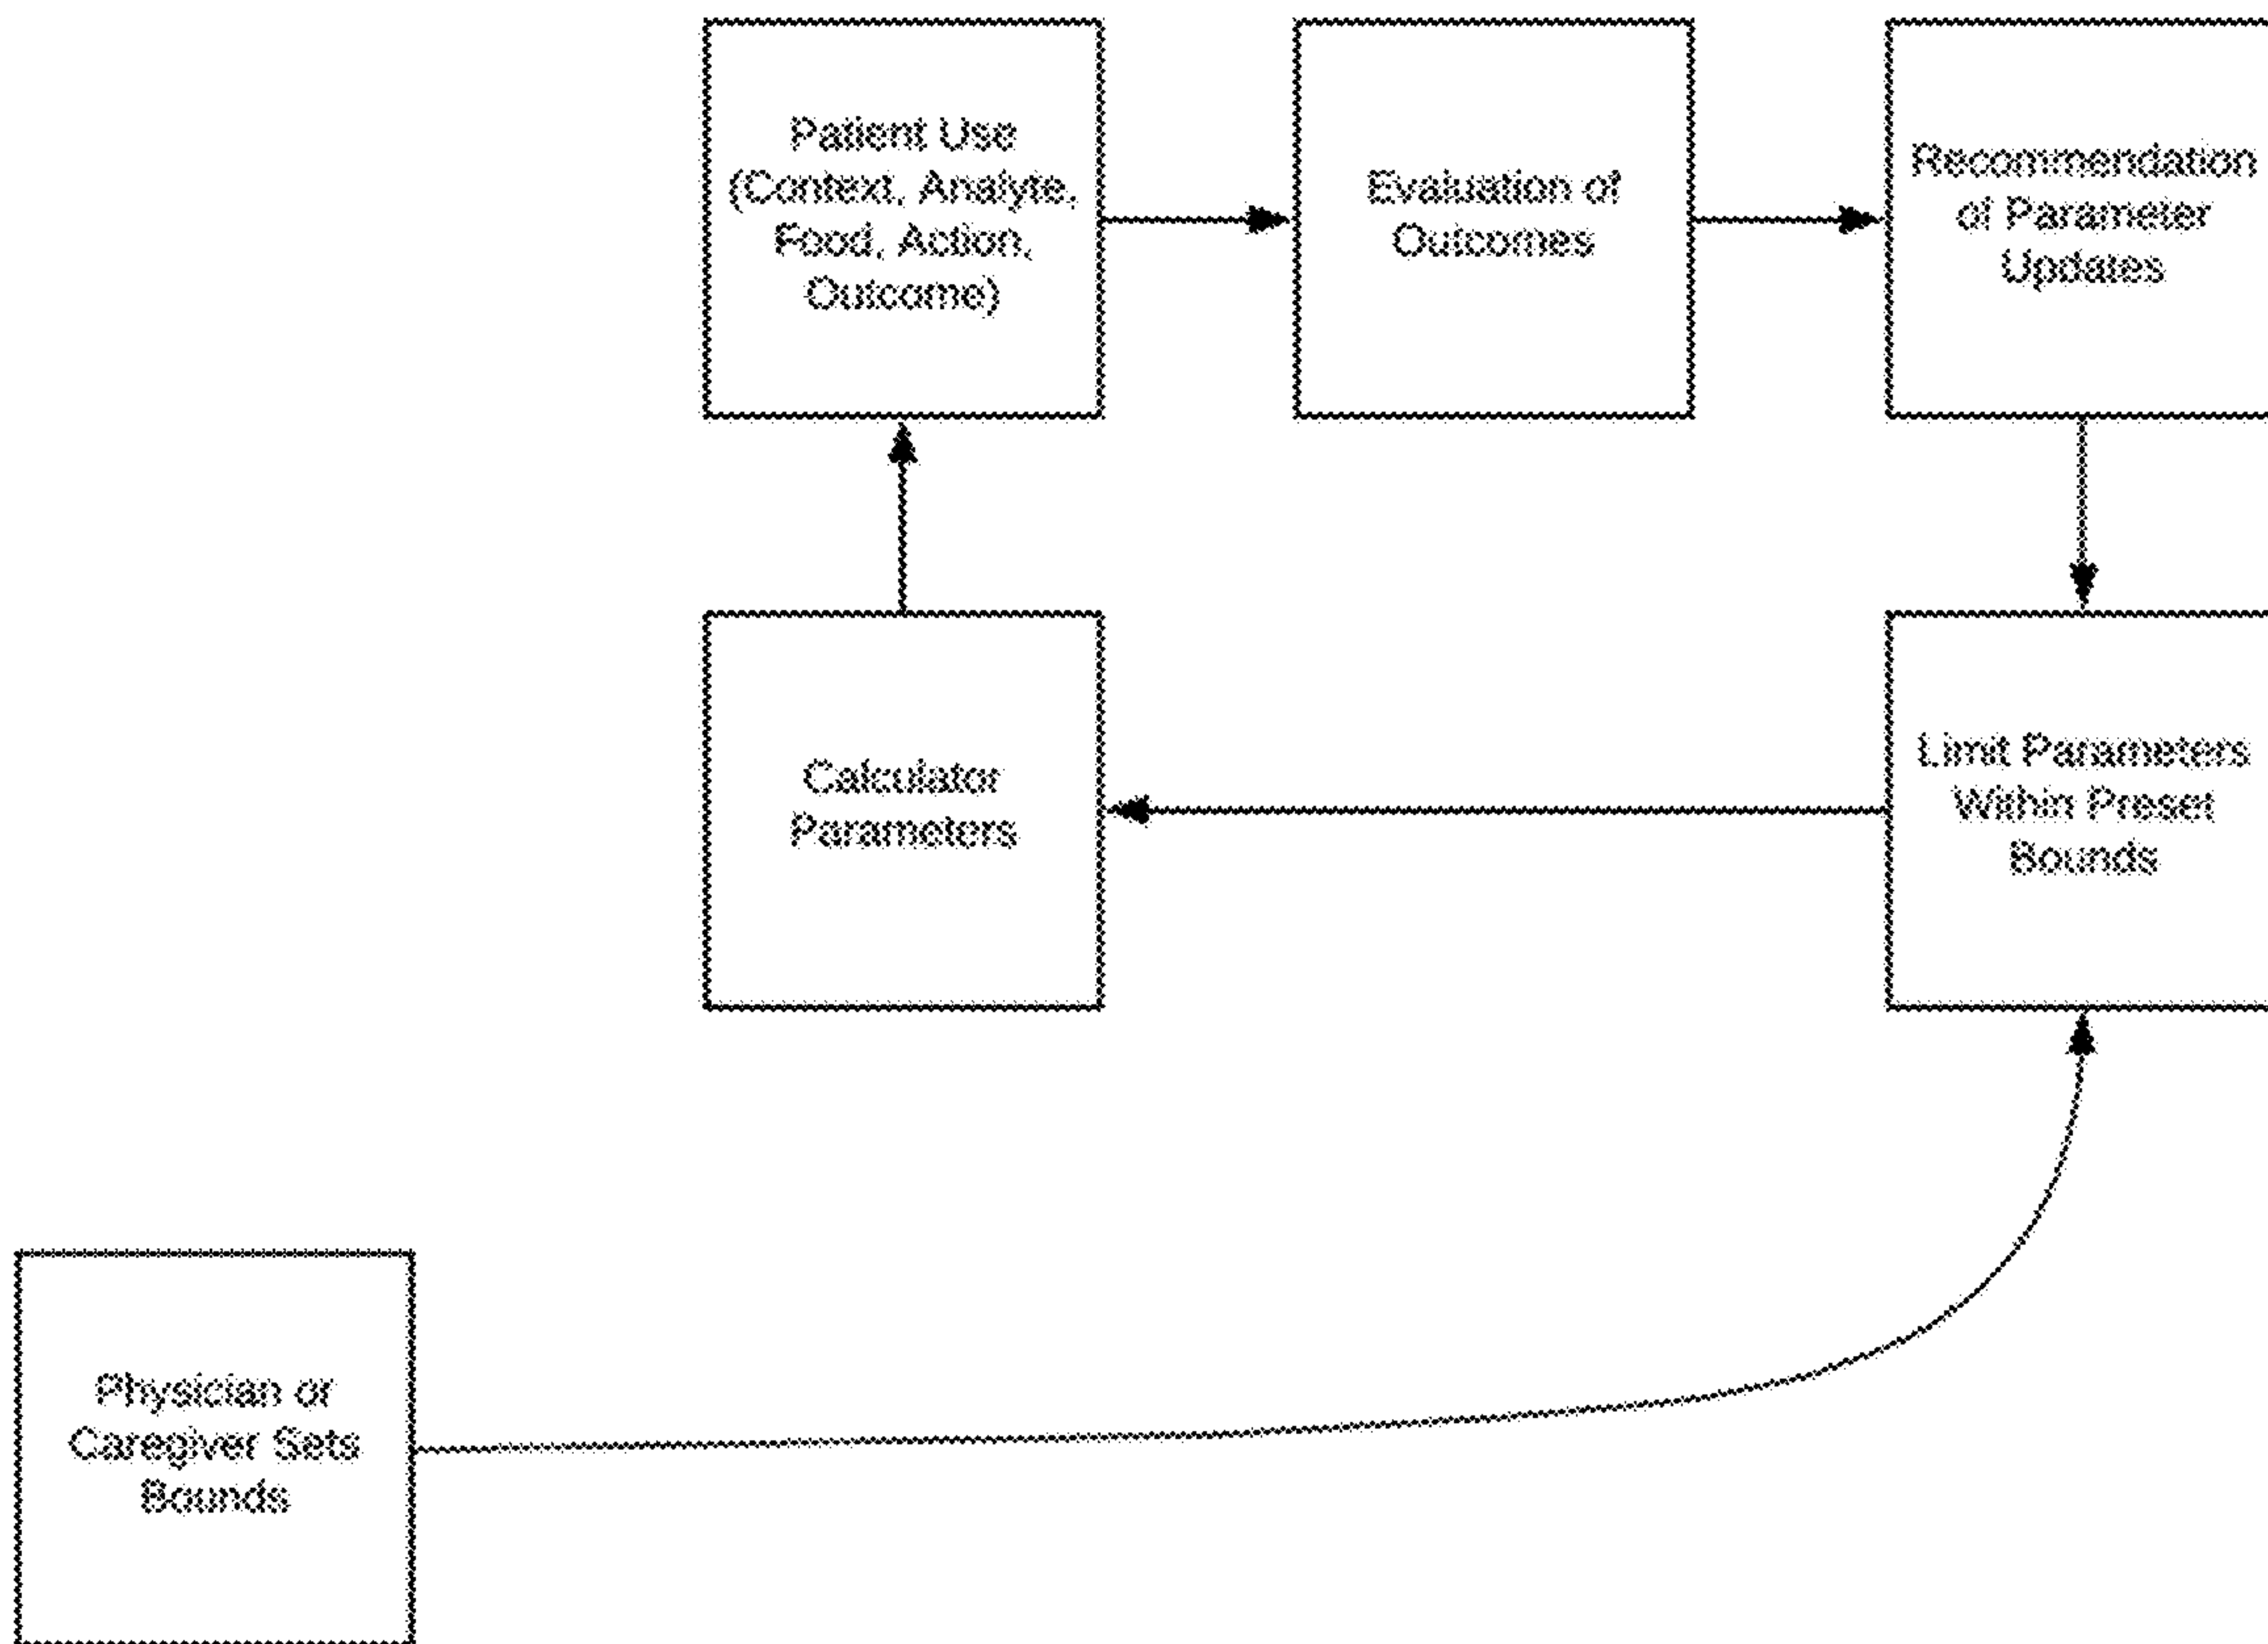 Patient Use
(Context, Analyte,
Food, Action,
Outcome)
Evaluation of
Outcomes
Recommendation
of Parameter
Updates
Calculator
Parameters
Limit Parameters
Within Preset
Bounds
Physician or
Caregiver Sets
Bounds